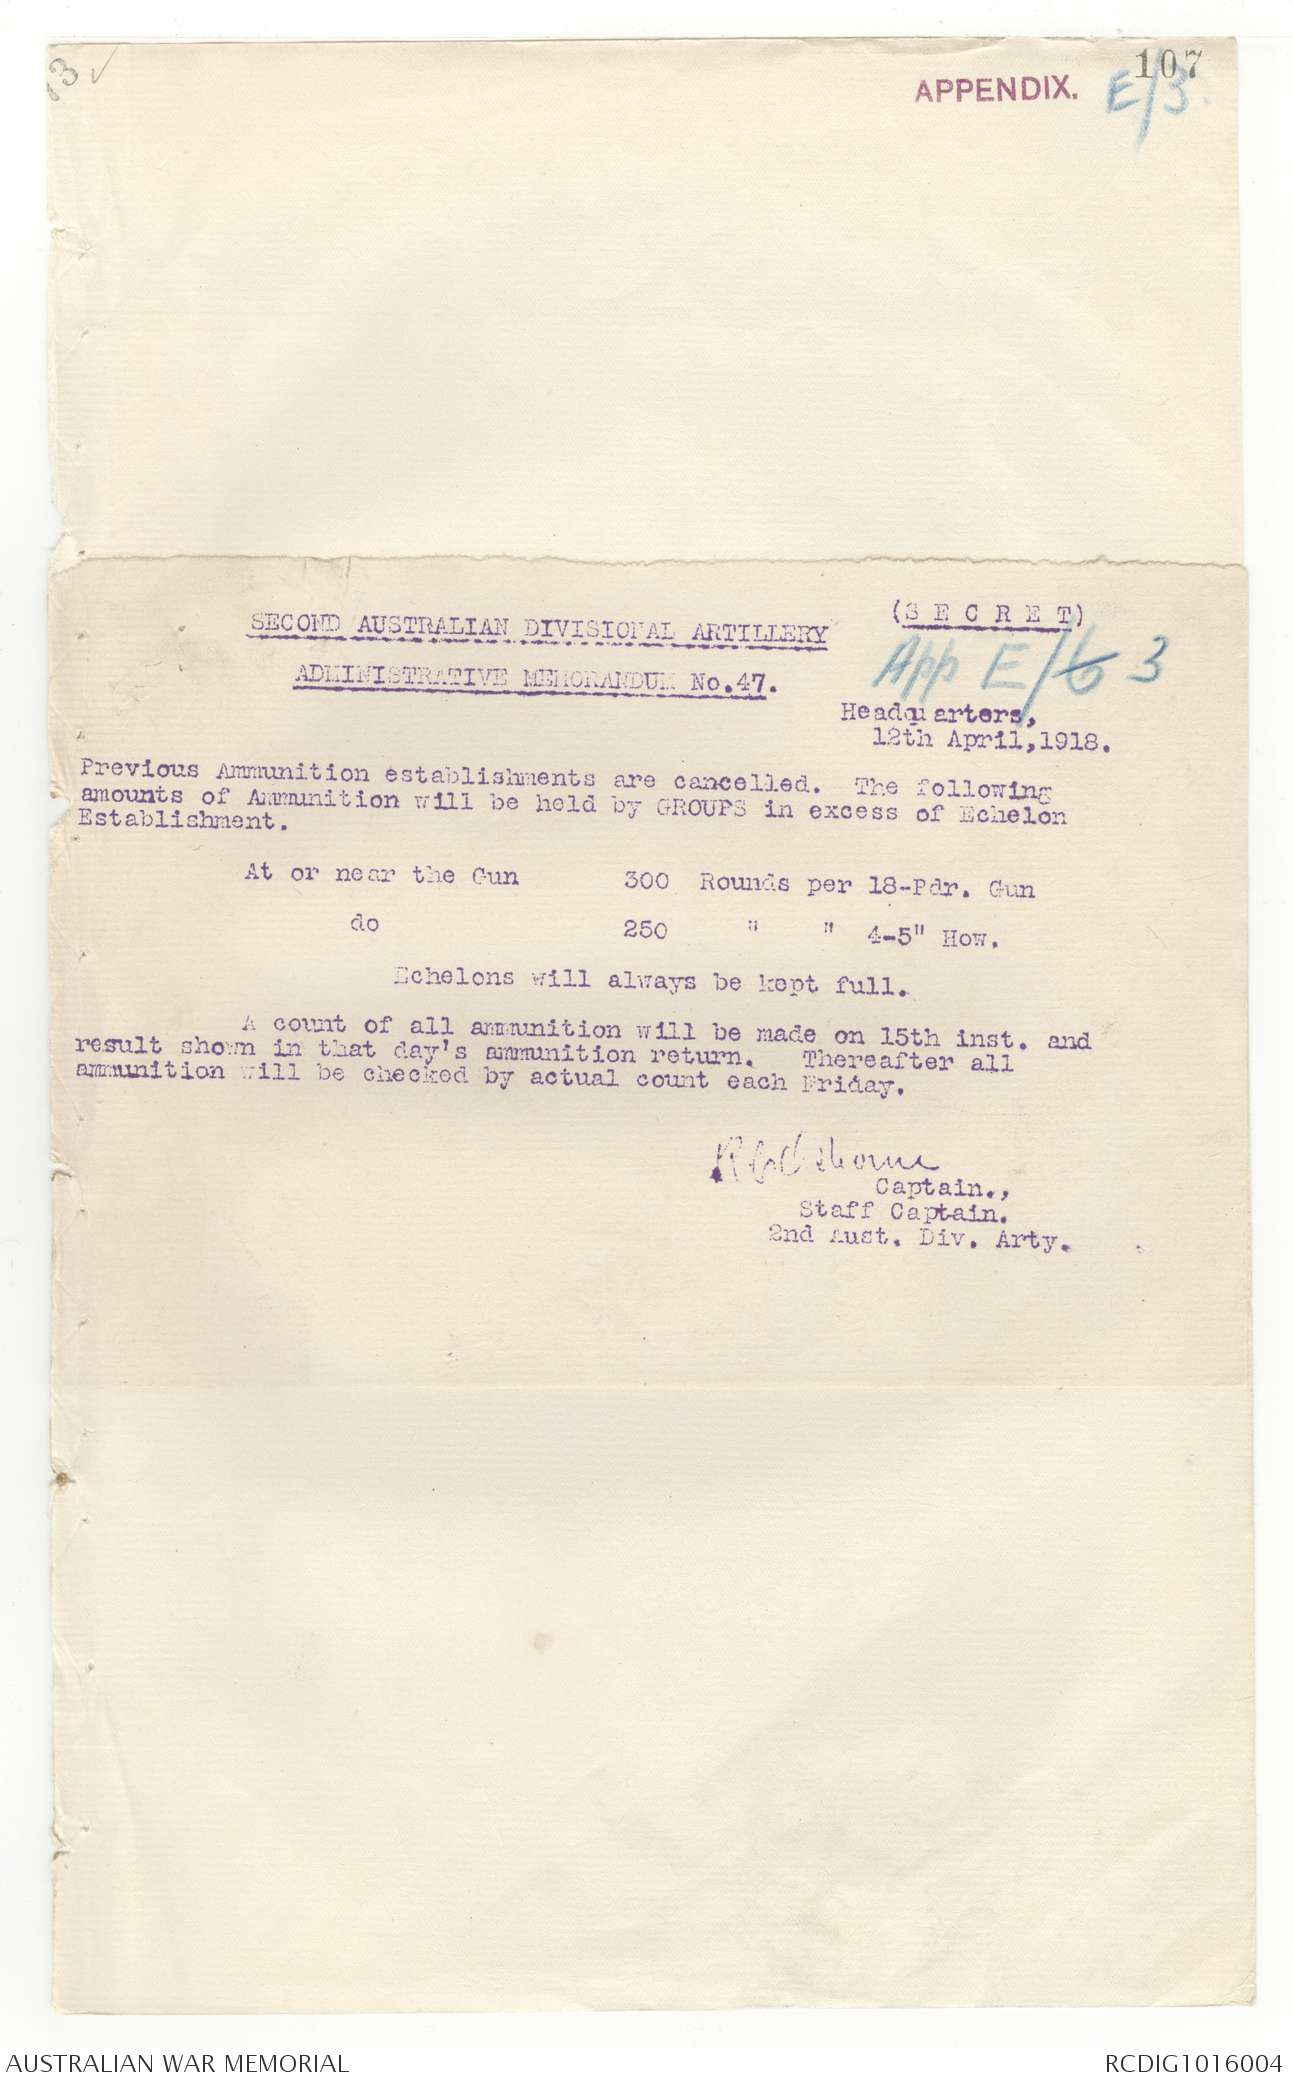 3 ✓
107
APPENDIX. E/3.
(S E C R E T)
SECOND AUSTRALIAN DIVISIONAL ARTILLERY
App E/6 3
ADMINISTRATIVE MEMORANDUM No.47.
Headquarters,
12th April,1918.
Previous Ammunition establishments are cancelled. The following
amounts of Ammunition will be held by GROUPS in excess of Echelon
Establishment.
At or near the Gun 300 Rounds per 18-Pdr. Gun
do 250 " " 4-5" How.
Echelons will always be kept full.
A count of all ammunition will be made on 15th inst. and
result shown in that day's ammunition return. Thereafter all
ammunition will be checked by actual count each Friday.
Captain.,
Staff Captain.
2nd Aust. Div. Arty.
AUSTRALIAN WAR MEMORIAL
RCDIG1016004